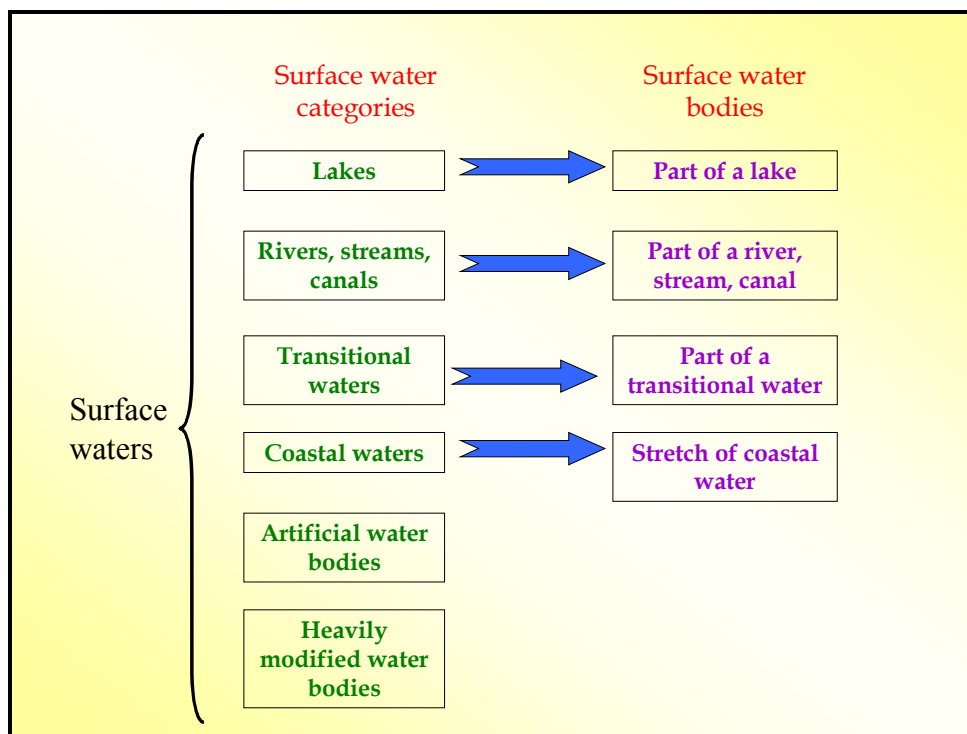 Surface water
categories
Surface water
bodies
Lakes
Part of a lake
Rivers, streams,
canals
Part of a river,
stream, canal
Transitional
waters
Part of a
transitional water
Surface
waters
Coastal waters
Stretch of coastal
water
Artificial water
bodies
Heavily
modified water
bodies